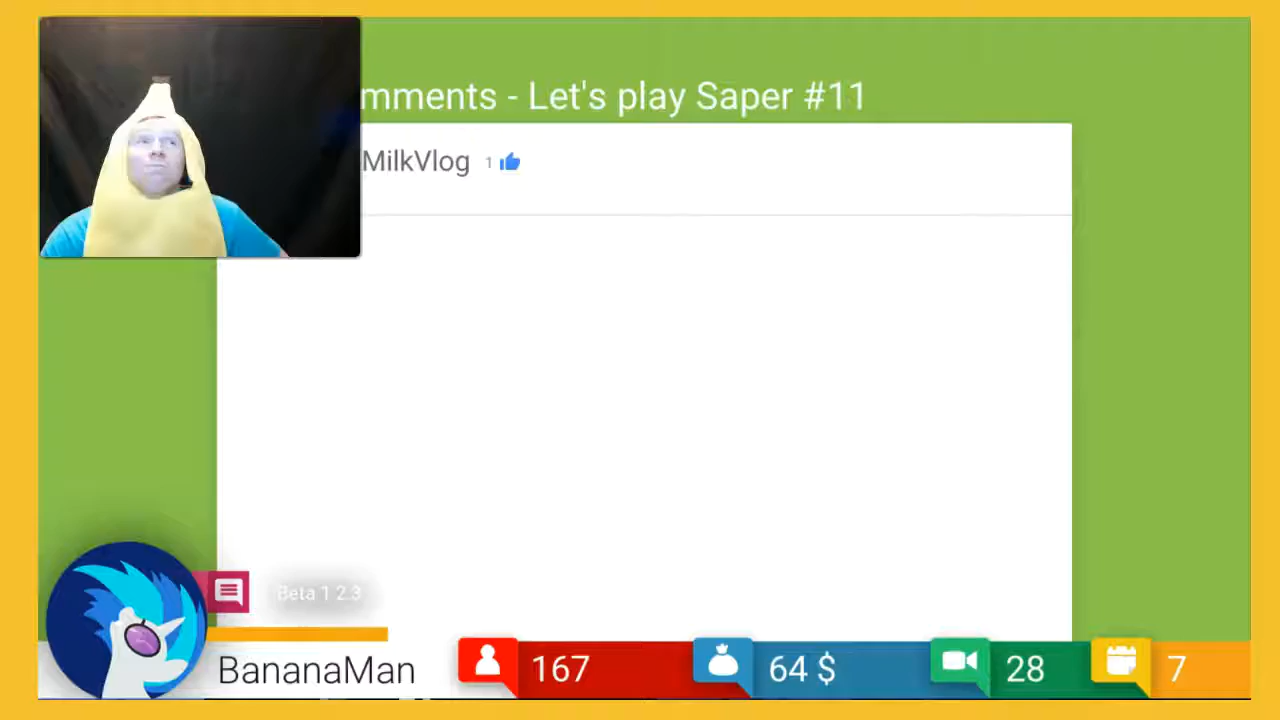 mments - Let's play Saper #11
MilkVlog 1
Beta 1 2.3
BananaMan
167
64 $
28
7